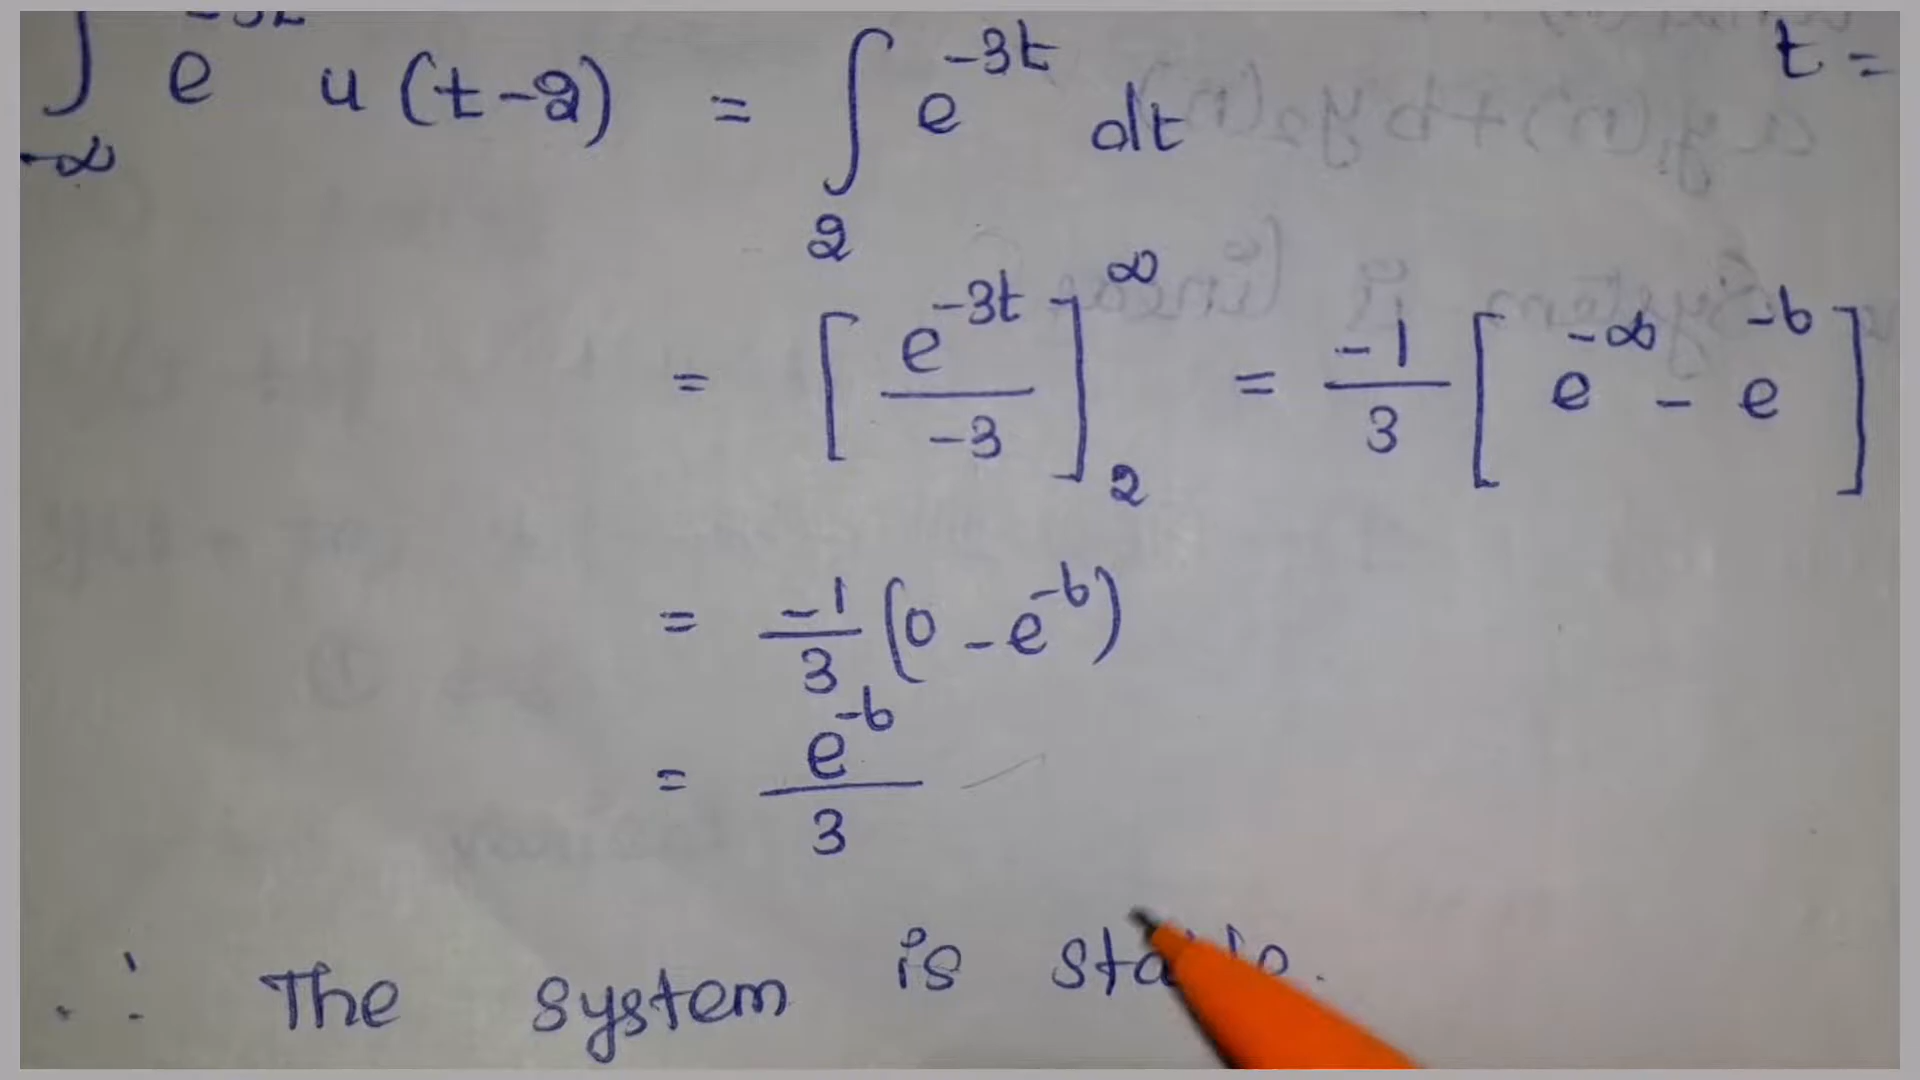 ∫ e u(t-2) = ∫ e^{-3t} dt t =
-∞ 2
= [e^{-3t} / -3]_2^∞ = -1/3 [e^{-∞} - e^{-6}]
= -1/3 (0 - e^{-6})
= e^{-6} / 3
∴ The system is stable.